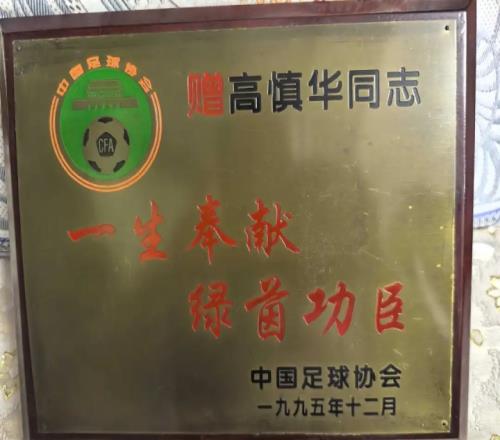 中国足球协会
CFA
赠高慎华同志
一生奉献
绿茵功臣
中国足球协会
一九九五年十二月